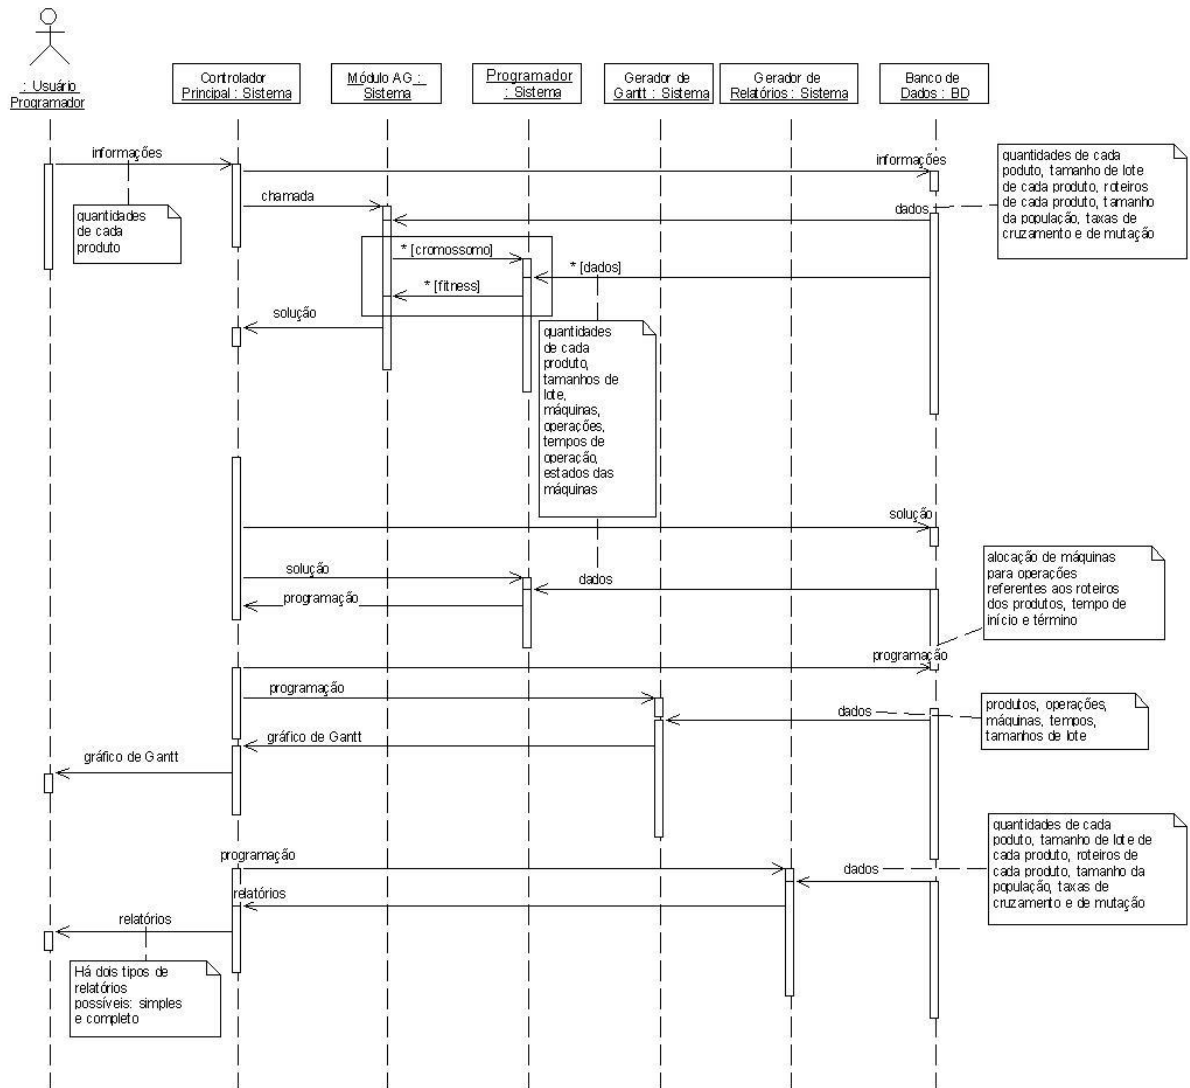 : Usuário
Programador
Controlador
Principal : Sistema
Módulo AG :
Sistema
Programador
: Sistema
Gerador de
Gantt : Sistema
Gerador de
Relatórios : Sistema
Banco de
Dados : BD
informações
quantidades
de cada
produto
informações
quantidades de cada
poduto, tamanho de lote
de cada produto, roteiros
de cada produto, tamanho
da população, taxas de
cruzamento e de mutação
chamada
dados
* [cromossomo]
* [dados]
* [fitness]
solução
quantidades
de cada
produto,
tamanhos de
lote,
máquinas,
operações,
tempos de
operação,
estados das
máquinas
solução
solução
dados
programação
alocação de máquinas
para operações
referentes aos roteiros
dos produtos, tempo de
início e término
programação
programação
dados
produtos, operações,
máquinas, tempos,
tamanhos de lote
gráfico de Gantt
gráfico de Gantt
programação
dados
quantidades de cada
poduto, tamanho de lote de
cada produto, roteiros de
cada produto, tamanho da
população, taxas de
cruzamento e de mutação
relatórios
relatórios
Há dois tipos de
relatórios
possíveis: simples
e completo